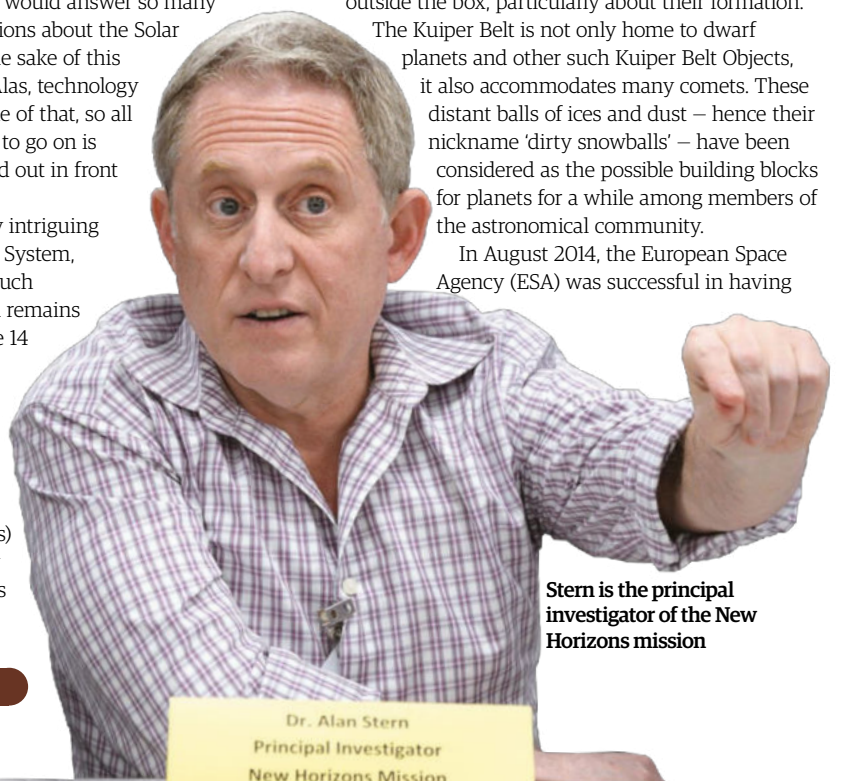 would answer so many
ions about the Solar
e sake of this
Alas, technology
e of that, so all
to go on is
d out in front
y intriguing
System,
uch
remains
e 14
s)
s
outside the box, particularly about their formation.
The Kuiper Belt is not only home to dwarf
planets and other such Kuiper Belt Objects,
it also accommodates many comets. These
distant balls of ices and dust – hence their
nickname ‘dirty snowballs’ – have been
considered as the possible building blocks
for planets for a while among members of
the astronomical community.
In August 2014, the European Space
Agency (ESA) was successful in having
Stern is the principal
investigator of the New
Horizons mission
Dr. Alan Stern
Principal Investigator
New Horizons Mission